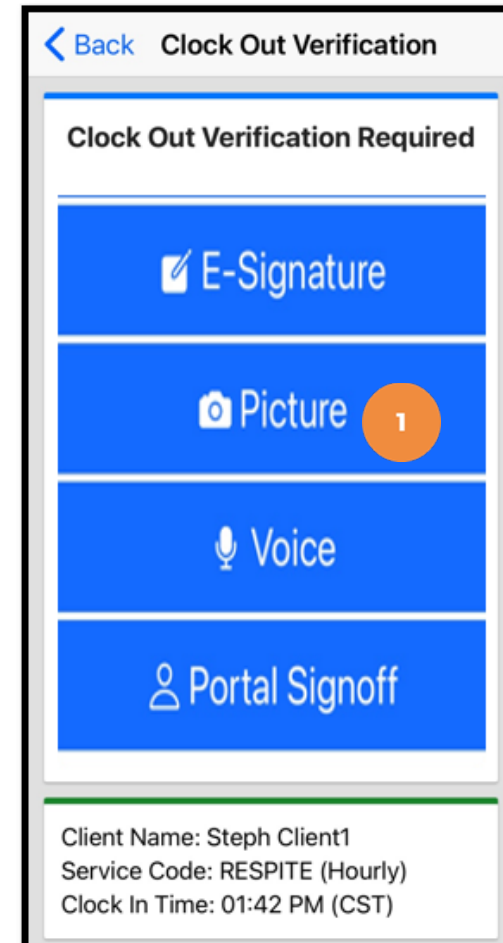 Back Clock Out Verification
Clock Out Verification Required
E-Signature
Picture 1
Voice
Portal Signoff
Client Name: Steph Client1
Service Code: RESPITE (Hourly)
Clock In Time: 01:42 PM (CST)